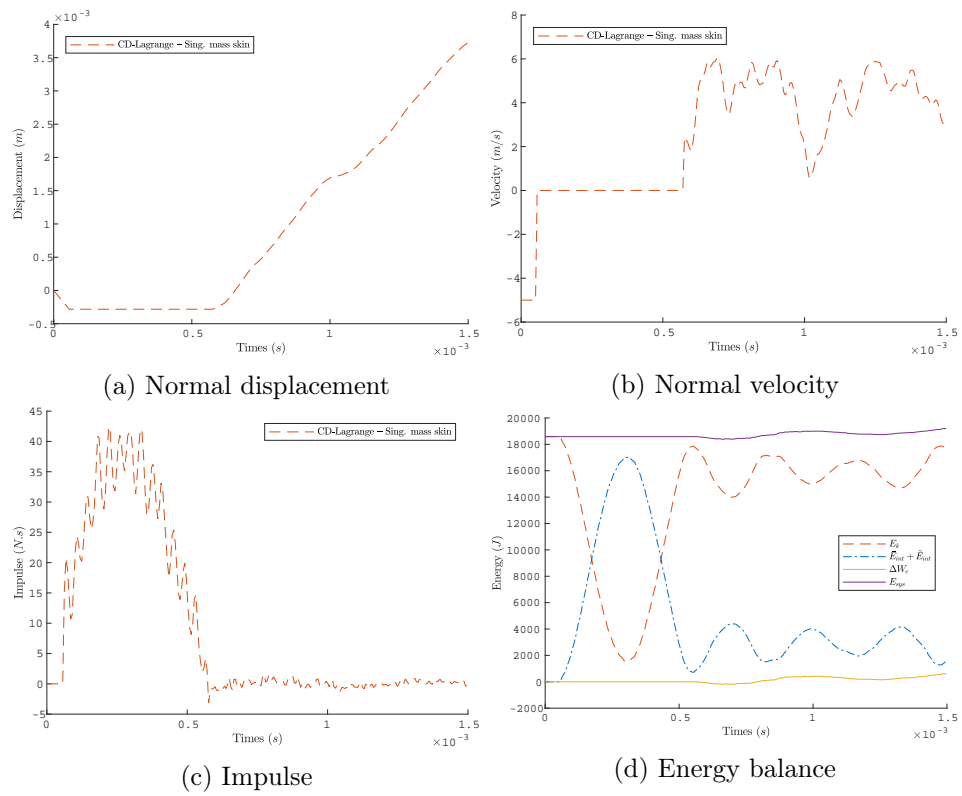 ×10⁻³
4
3.5
3
2.5
2
1.5
1
0.5
0
-0.5
CD-Lagrange – Sing. mass skin
Displacement (m)
0 0.5 1 1.5
Times (s)
×10⁻³
(a) Normal displacement
8
6
4
2
0
-2
-4
-6
CD-Lagrange – Sing. mass skin
Velocity (m/s)
0 0.5 1 1.5
Times (s)
×10⁻³
(b) Normal velocity
45
40
35
30
25
20
15
10
5
0
-5
CD-Lagrange – Sing. mass skin
Impulse (N.s)
0 0.5 1 1.5
Times (s)
×10⁻³
(c) Impulse
20000
18000
16000
14000
12000
10000
8000
6000
4000
2000
0
-2000
Energy (J)
E_k
Ē_int + Ẽ_int
ΔW_c
E_sys
0 0.5 1 1.5
Times (s)
×10⁻³
(d) Energy balance